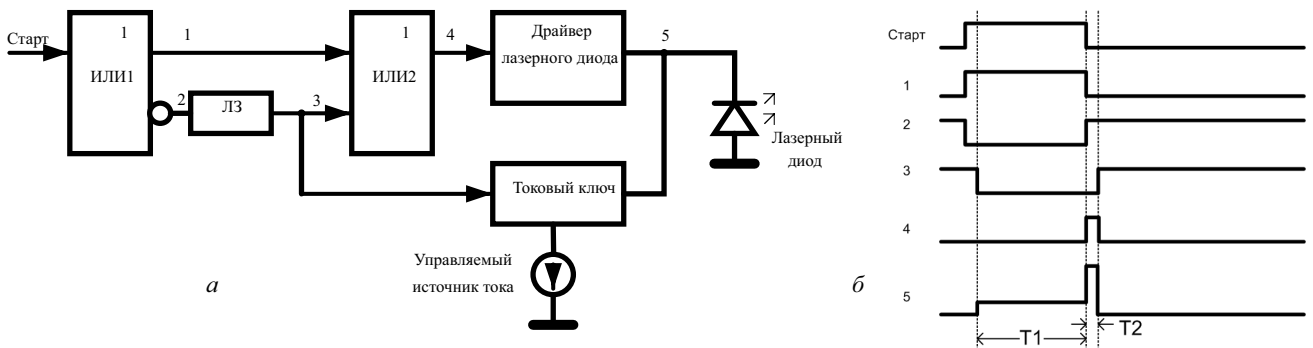 Старт
1
ИЛИ1
1
2
ЛЗ
3
1
ИЛИ2
4
Драйвер
лазерного диода
5
Лазерный
диод
Токовый ключ
Управляемый
источник тока
а
б
Старт
1
2
3
4
5
T1
T2